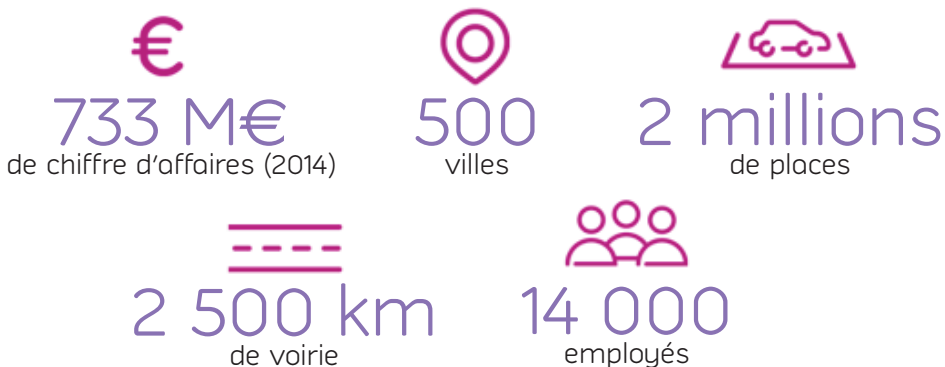 €
733 M€
de chiffre d'affaires (2014)
500
villes
2 millions
de places
2 500 km
de voirie
14 000
employés